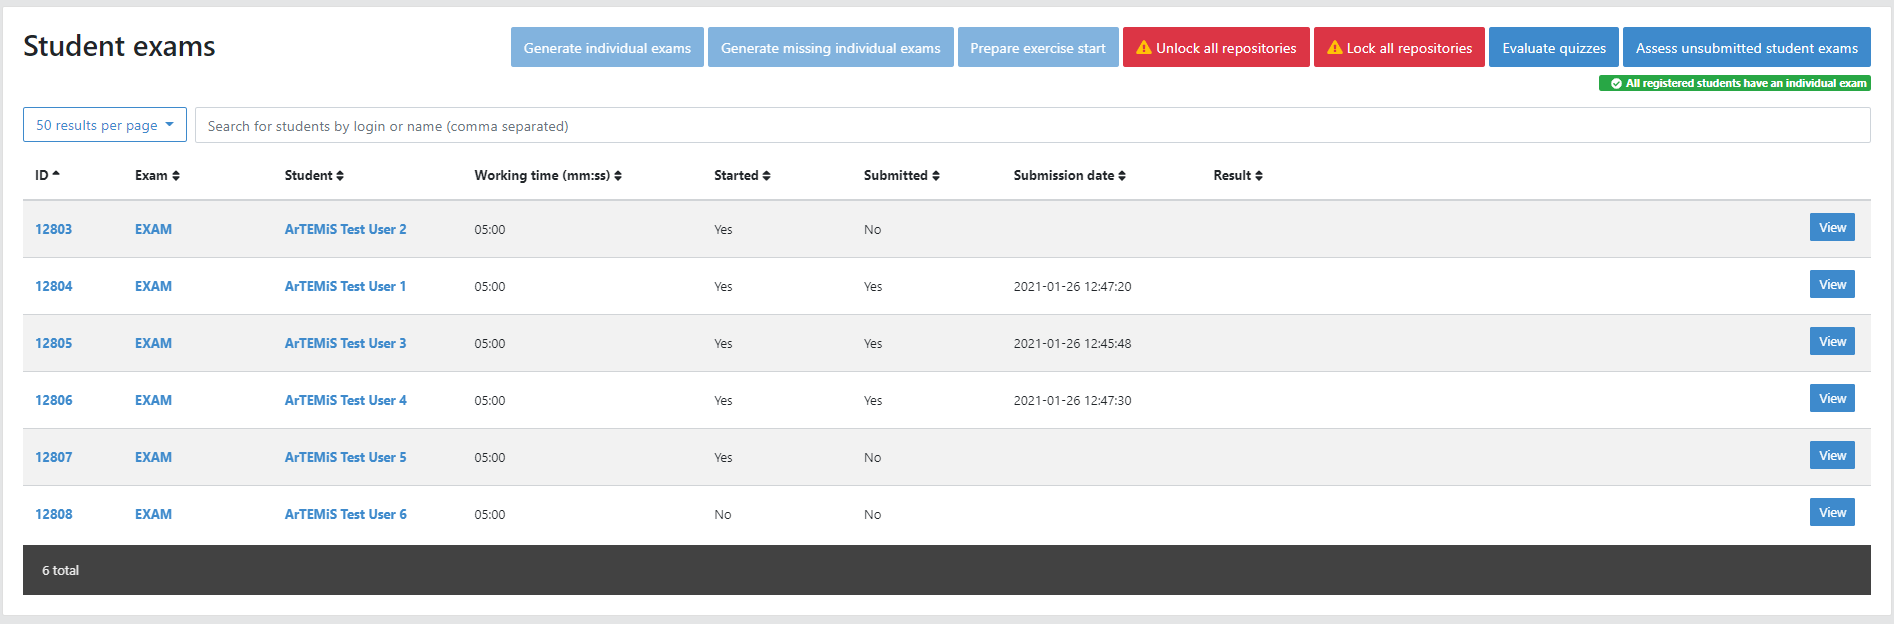 Student exams
Generate individual exams Generate missing individual exams Prepare exercise start Unlock all repositories Lock all repositories Evaluate quizzes Assess unsubmitted student exams
All registered students have an individual exam
50 results per page Search for students by login or name (comma separated)
ID Exam Student Working time (mm:ss) Started Submitted Submission date Result
12803 EXAM ArTEMiS Test User 2 05:00 Yes No View
12804 EXAM ArTEMiS Test User 1 05:00 Yes Yes 2021-01-26 12:47:20 View
12805 EXAM ArTEMiS Test User 3 05:00 Yes Yes 2021-01-26 12:45:48 View
12806 EXAM ArTEMiS Test User 4 05:00 Yes Yes 2021-01-26 12:47:30 View
12807 EXAM ArTEMiS Test User 5 05:00 Yes No View
12808 EXAM ArTEMiS Test User 6 05:00 No No View
6 total